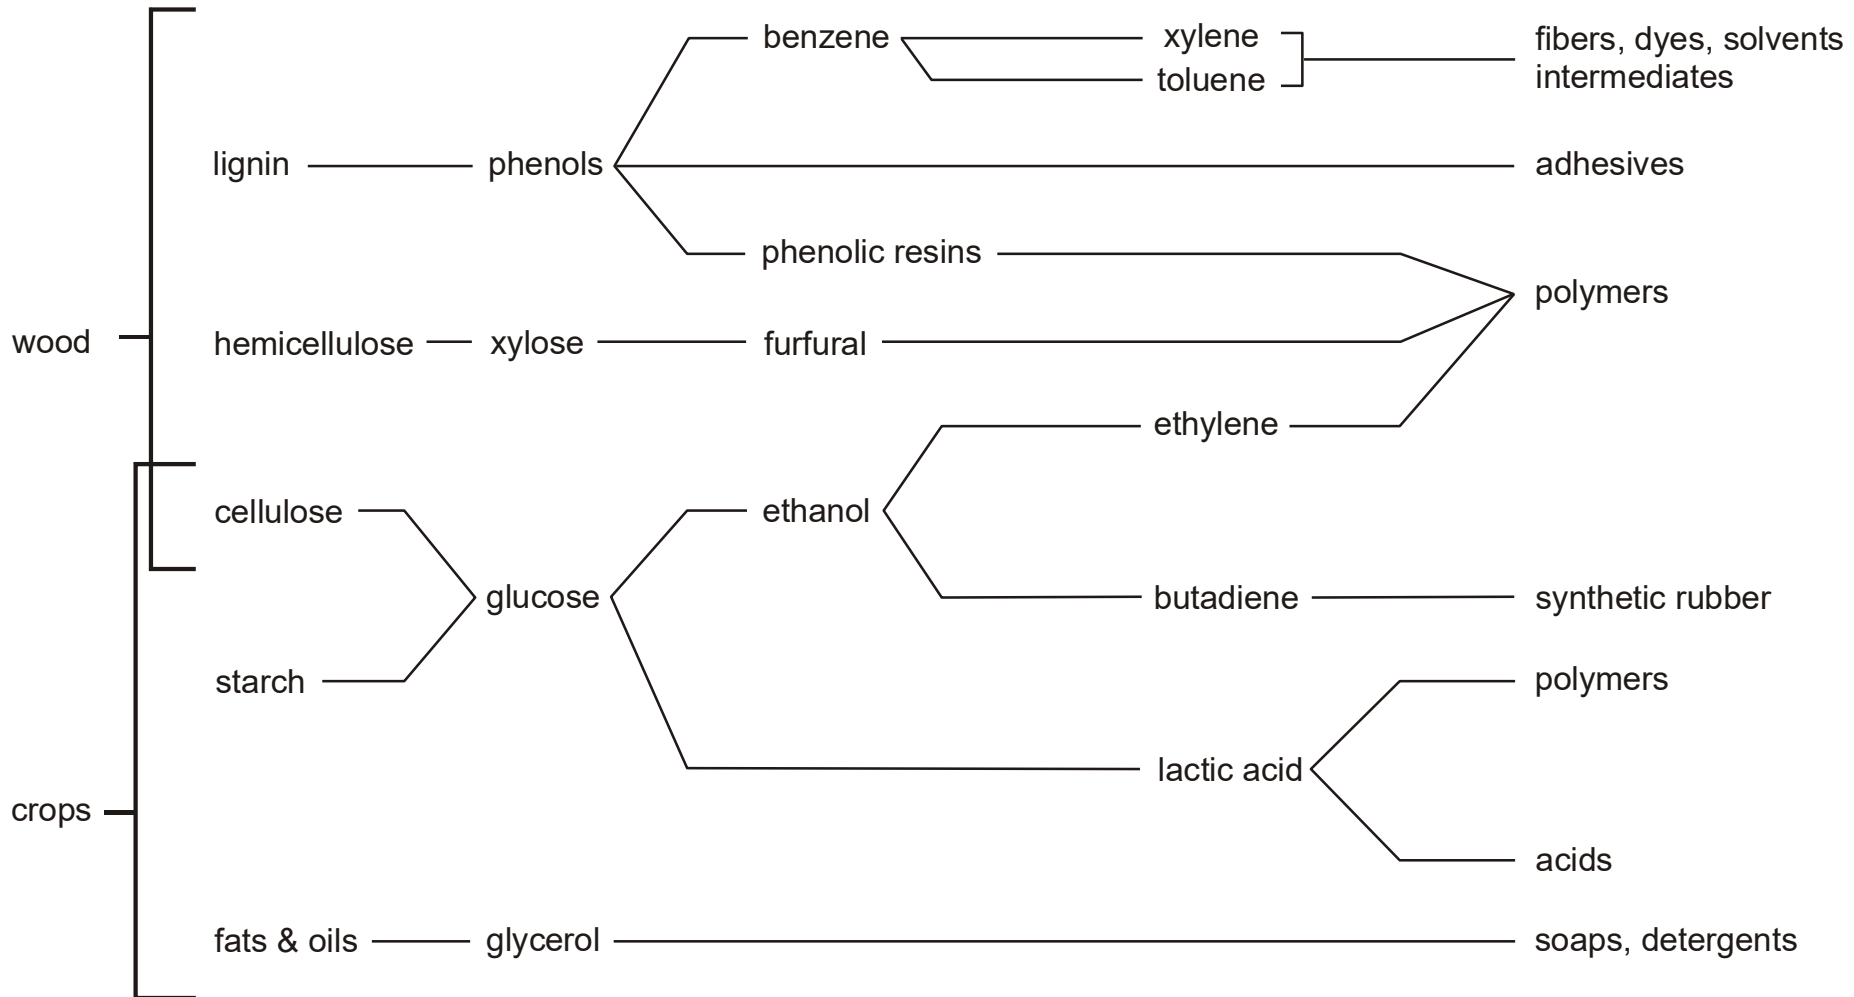 benzene
xylene
toluene
fibers, dyes, solvents
intermediates
lignin
phenols
adhesives
phenolic resins
polymers
wood
hemicellulose
xylose
furfural
ethylene
cellulose
ethanol
glucose
butadiene
synthetic rubber
starch
polymers
lactic acid
crops
acids
fats & oils
glycerol
soaps, detergents